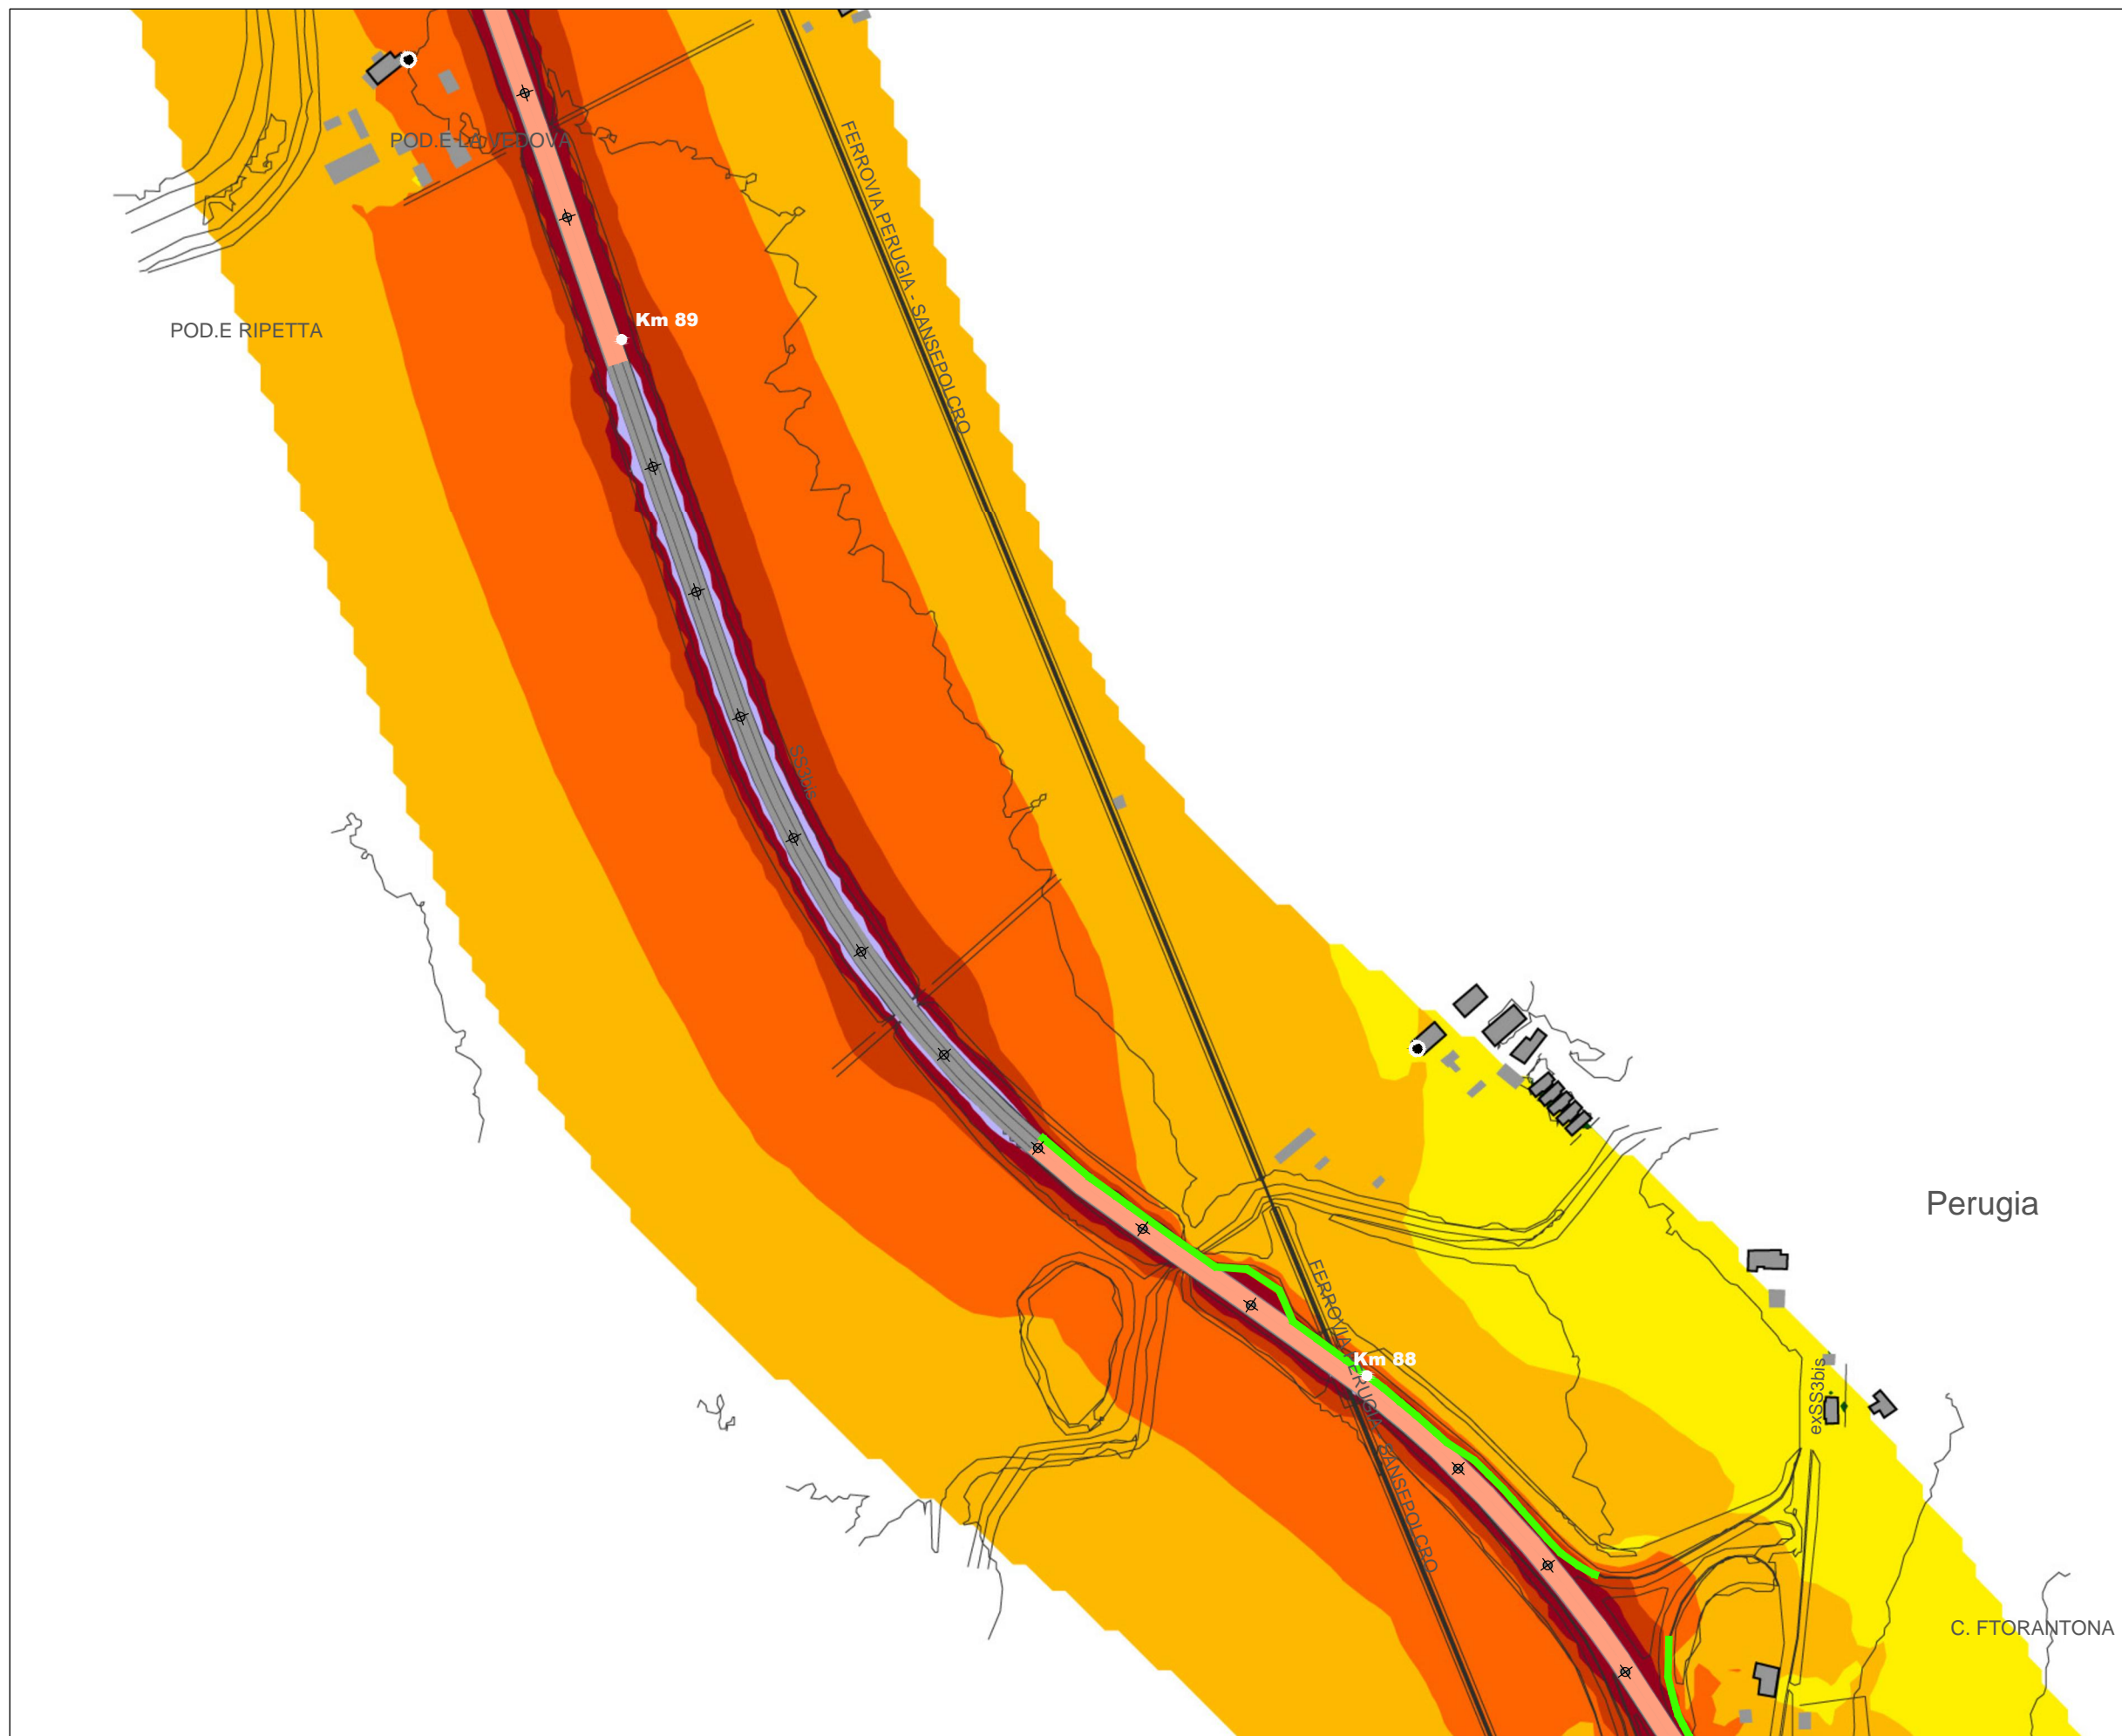 POD.E LA VEDOVA
FERROVIA PERUGIA - SANSEPOLCRO
Km 89
POD.E RIPETTA
SS3bis
Perugia
FERROVIA PERUGIA - SANSEPOLCRO
Km 88
exSS3bis
C. FTORANTONA